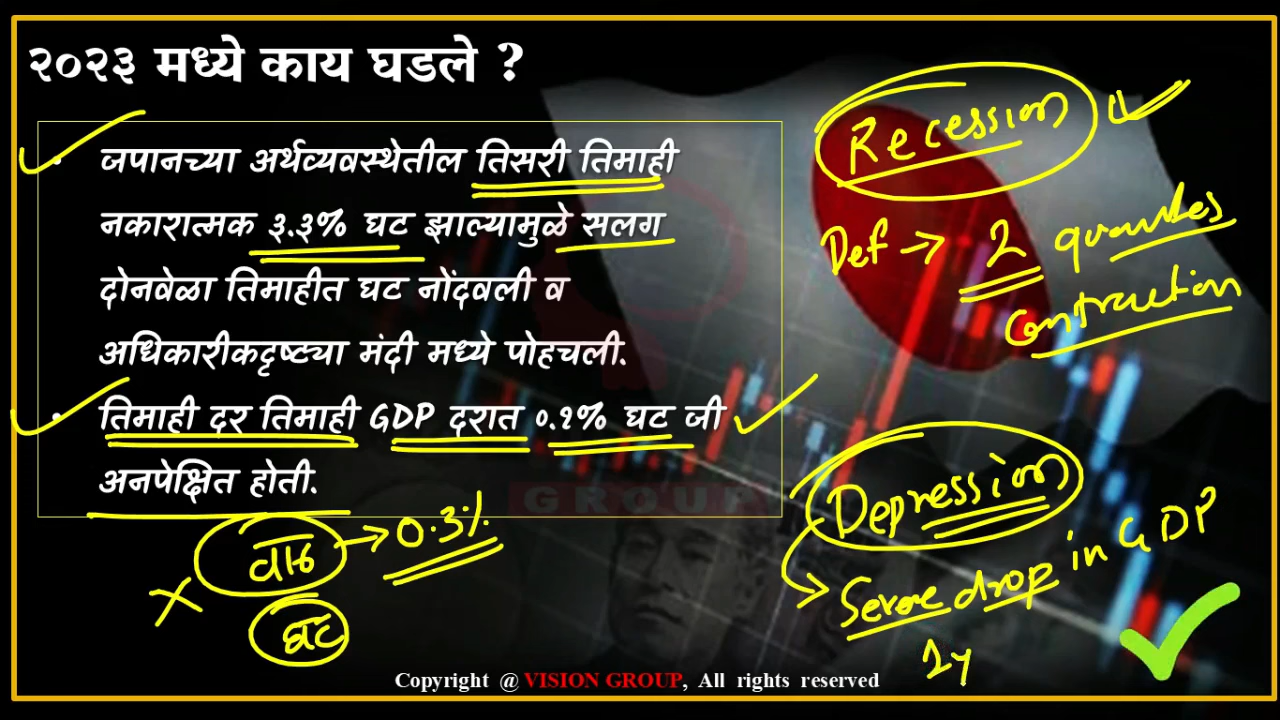 २०२३ मध्ये काय घडले ?
जपानच्या अर्थव्यवस्थेतील तिसरी तिमाही
नकारात्मक ३.३% घट झाल्यामुळे सलग
दोनवेळा तिमाहीत घट नोंदवली व
अधिकारीकदृष्ट्या मंदी मध्ये पोहचली.
तिमाही दर तिमाही GDP दरात ०.१% घट जी
अनपेक्षित होती.
वाढ → 0.3%
घट
Recession
Def → 2 quarters
Contraction
Depression
Severe drop in GDP
1y
GROUP
Copyright @ VISION GROUP, All rights reserved